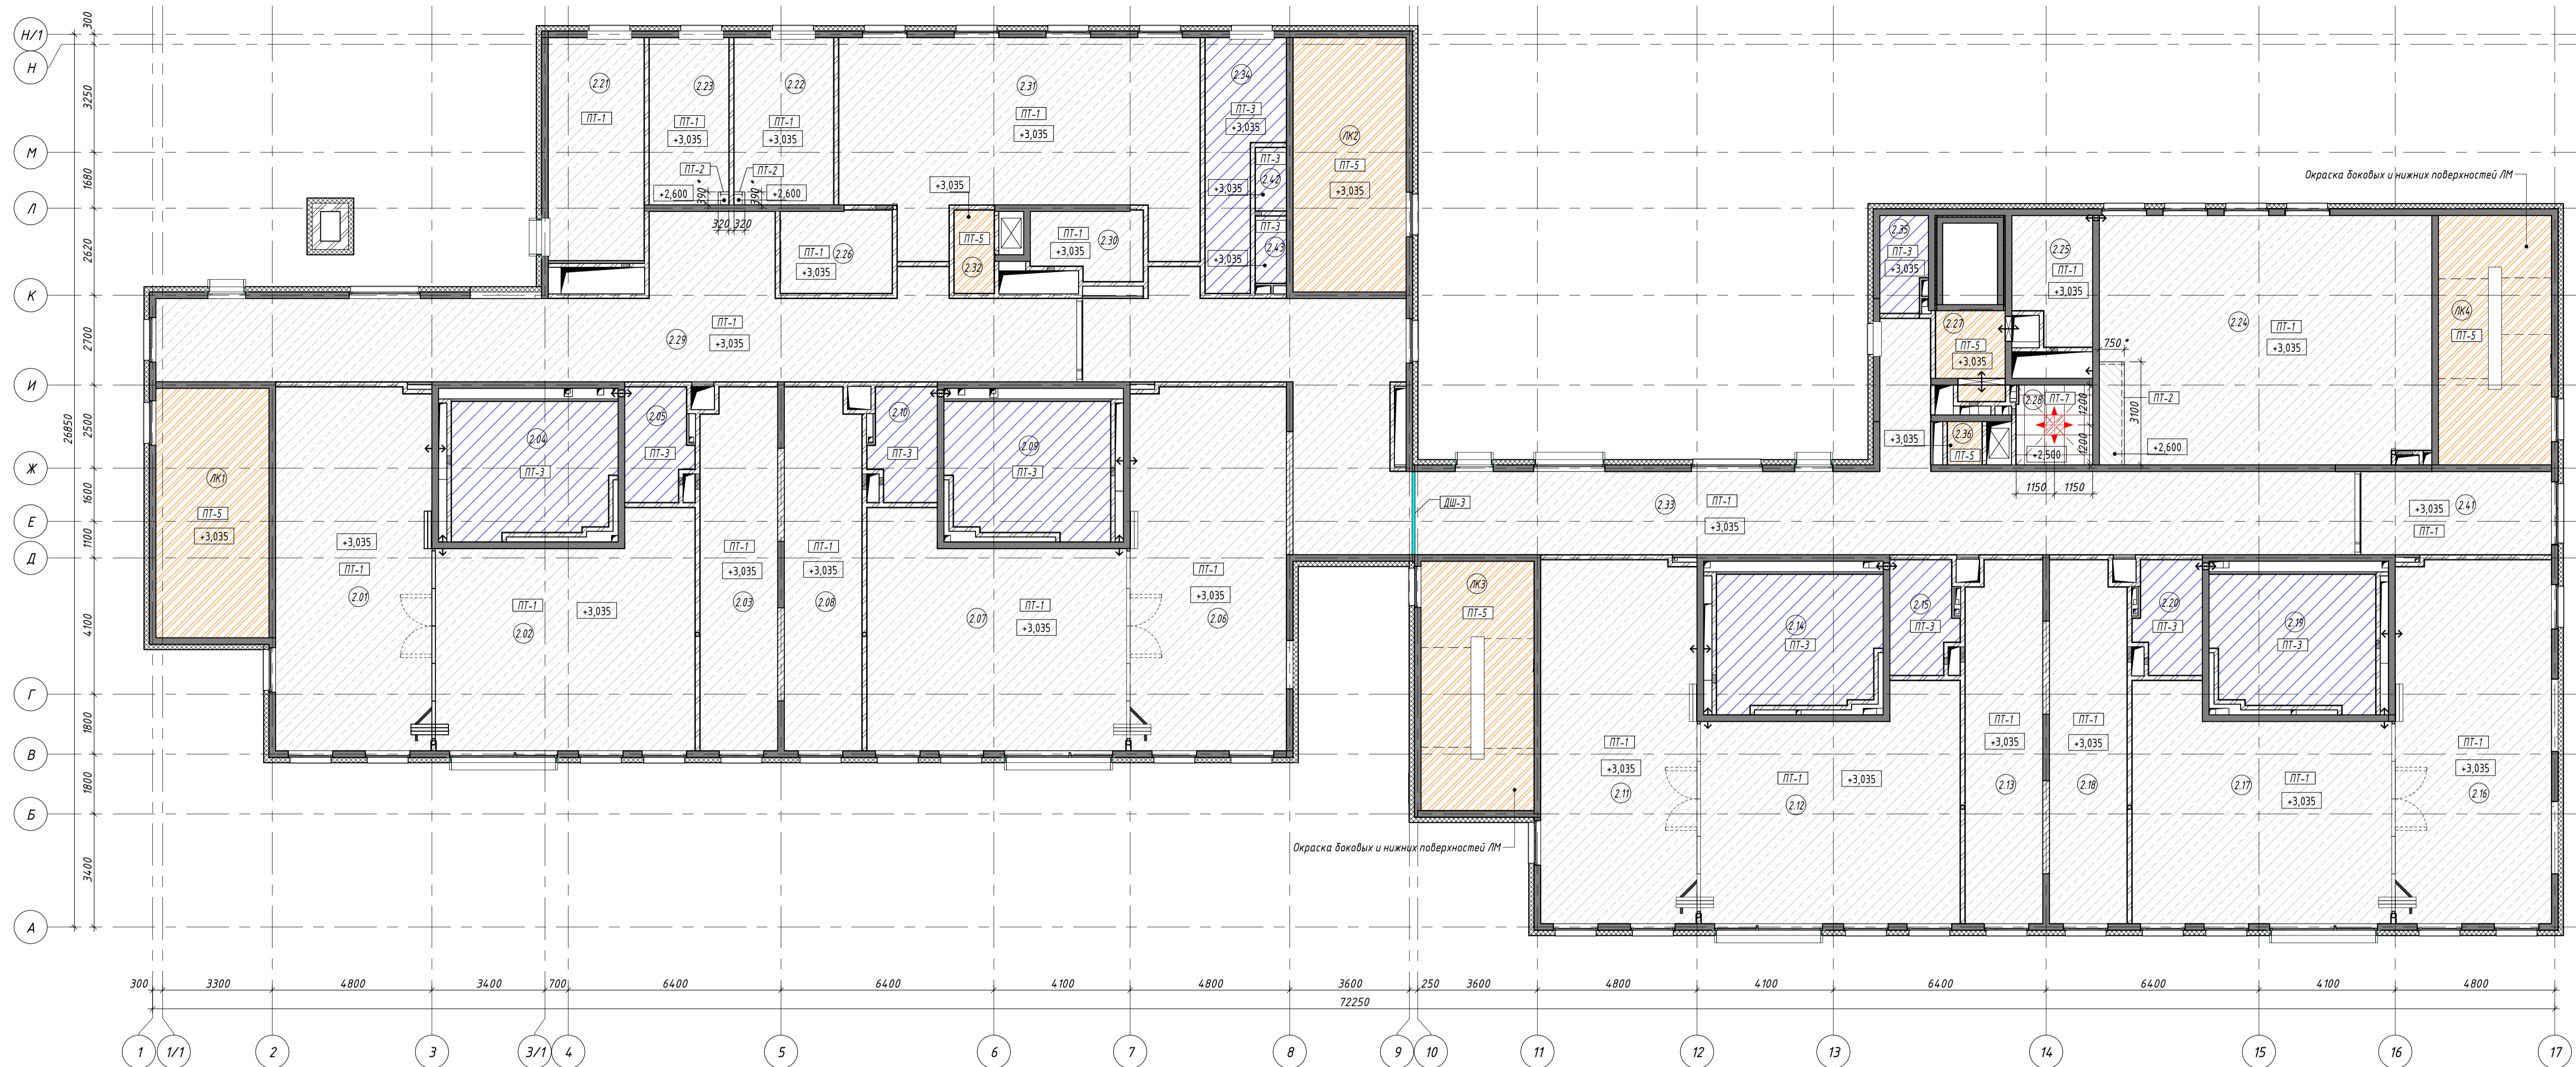 Н/1
Н
М
Л
К
И
Ж
Е
Д
Г
В
Б
А
300
3250
1680
2620
2700
2500
1600
1100
4100
1800
1800
3400
26850
2.21
ПТ-1
2.23
ПТ-1
+3,035
ПТ-2
+2,600
390*
320
2.22
ПТ-1
+3,035
ПТ-2
+2,600
390*
320
2.31
ПТ-1
+3,035
2.34
ПТ-3
+3,035
ПТ-3
2.42
+3,035
ПТ-3
2.43
+3,035
ЛК2
ПТ-5
+3,035
2.26
ПТ-1
+3,035
+3,035
ПТ-5
2.32
ПТ-1
2.30
+3,035
2.29
ПТ-1
+3,035
ЛК1
ПТ-5
+3,035
+3,035
ПТ-1
2.01
2.04
ПТ-3
2.05
ПТ-3
ПТ-1
+3,035
2.02
ПТ-1
+3,035
2.03
ПТ-1
+3,035
2.08
2.10
ПТ-3
2.09
ПТ-3
2.07
ПТ-1
+3,035
ПТ-1
+3,035
2.06
ДШ-3
2.33
ПТ-1
+3,035
2.35
ПТ-3
+3,035
2.27
ПТ-5
+3,035
2.25
ПТ-1
+3,035
2.24
ПТ-1
+3,035
750*
3100
ПТ-2
+2,600
2.28
ПТ-7
1200
1200
+2,500
1150
1150
+3,035
2.36
ПТ-5
Окраска боковых и нижних поверхностей ЛМ
ЛК4
ПТ-5
+3,035
2.41
ПТ-1
ЛК3
ПТ-5
Окраска боковых и нижних поверхностей ЛМ
ПТ-1
+3,035
2.11
2.14
ПТ-3
2.15
ПТ-3
ПТ-1
+3,035
2.12
ПТ-1
+3,035
2.13
ПТ-1
+3,035
2.18
2.20
ПТ-3
2.19
ПТ-3
2.17
ПТ-1
+3,035
ПТ-1
+3,035
2.16
300
3300
4800
3400
700
6400
6400
4100
4800
3600
250
3600
4800
4100
6400
6400
4100
4800
72250
1
1/1
2
3
3/1
4
5
6
7
8
9
10
11
12
13
14
15
16
17